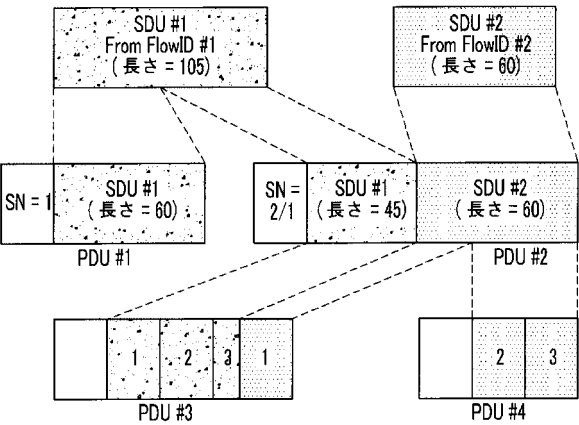 SDU #1
From FlowID #1
(長さ = 105)
SDU #2
From FlowID #2
(長さ = 60)
SN = 1
SDU #1
(長さ = 60)
SN =
2/1
SDU #1
(長さ = 45)
SDU #2
(長さ = 60)
PDU #1
PDU #2
1
2
3
1
2
3
PDU #3
PDU #4